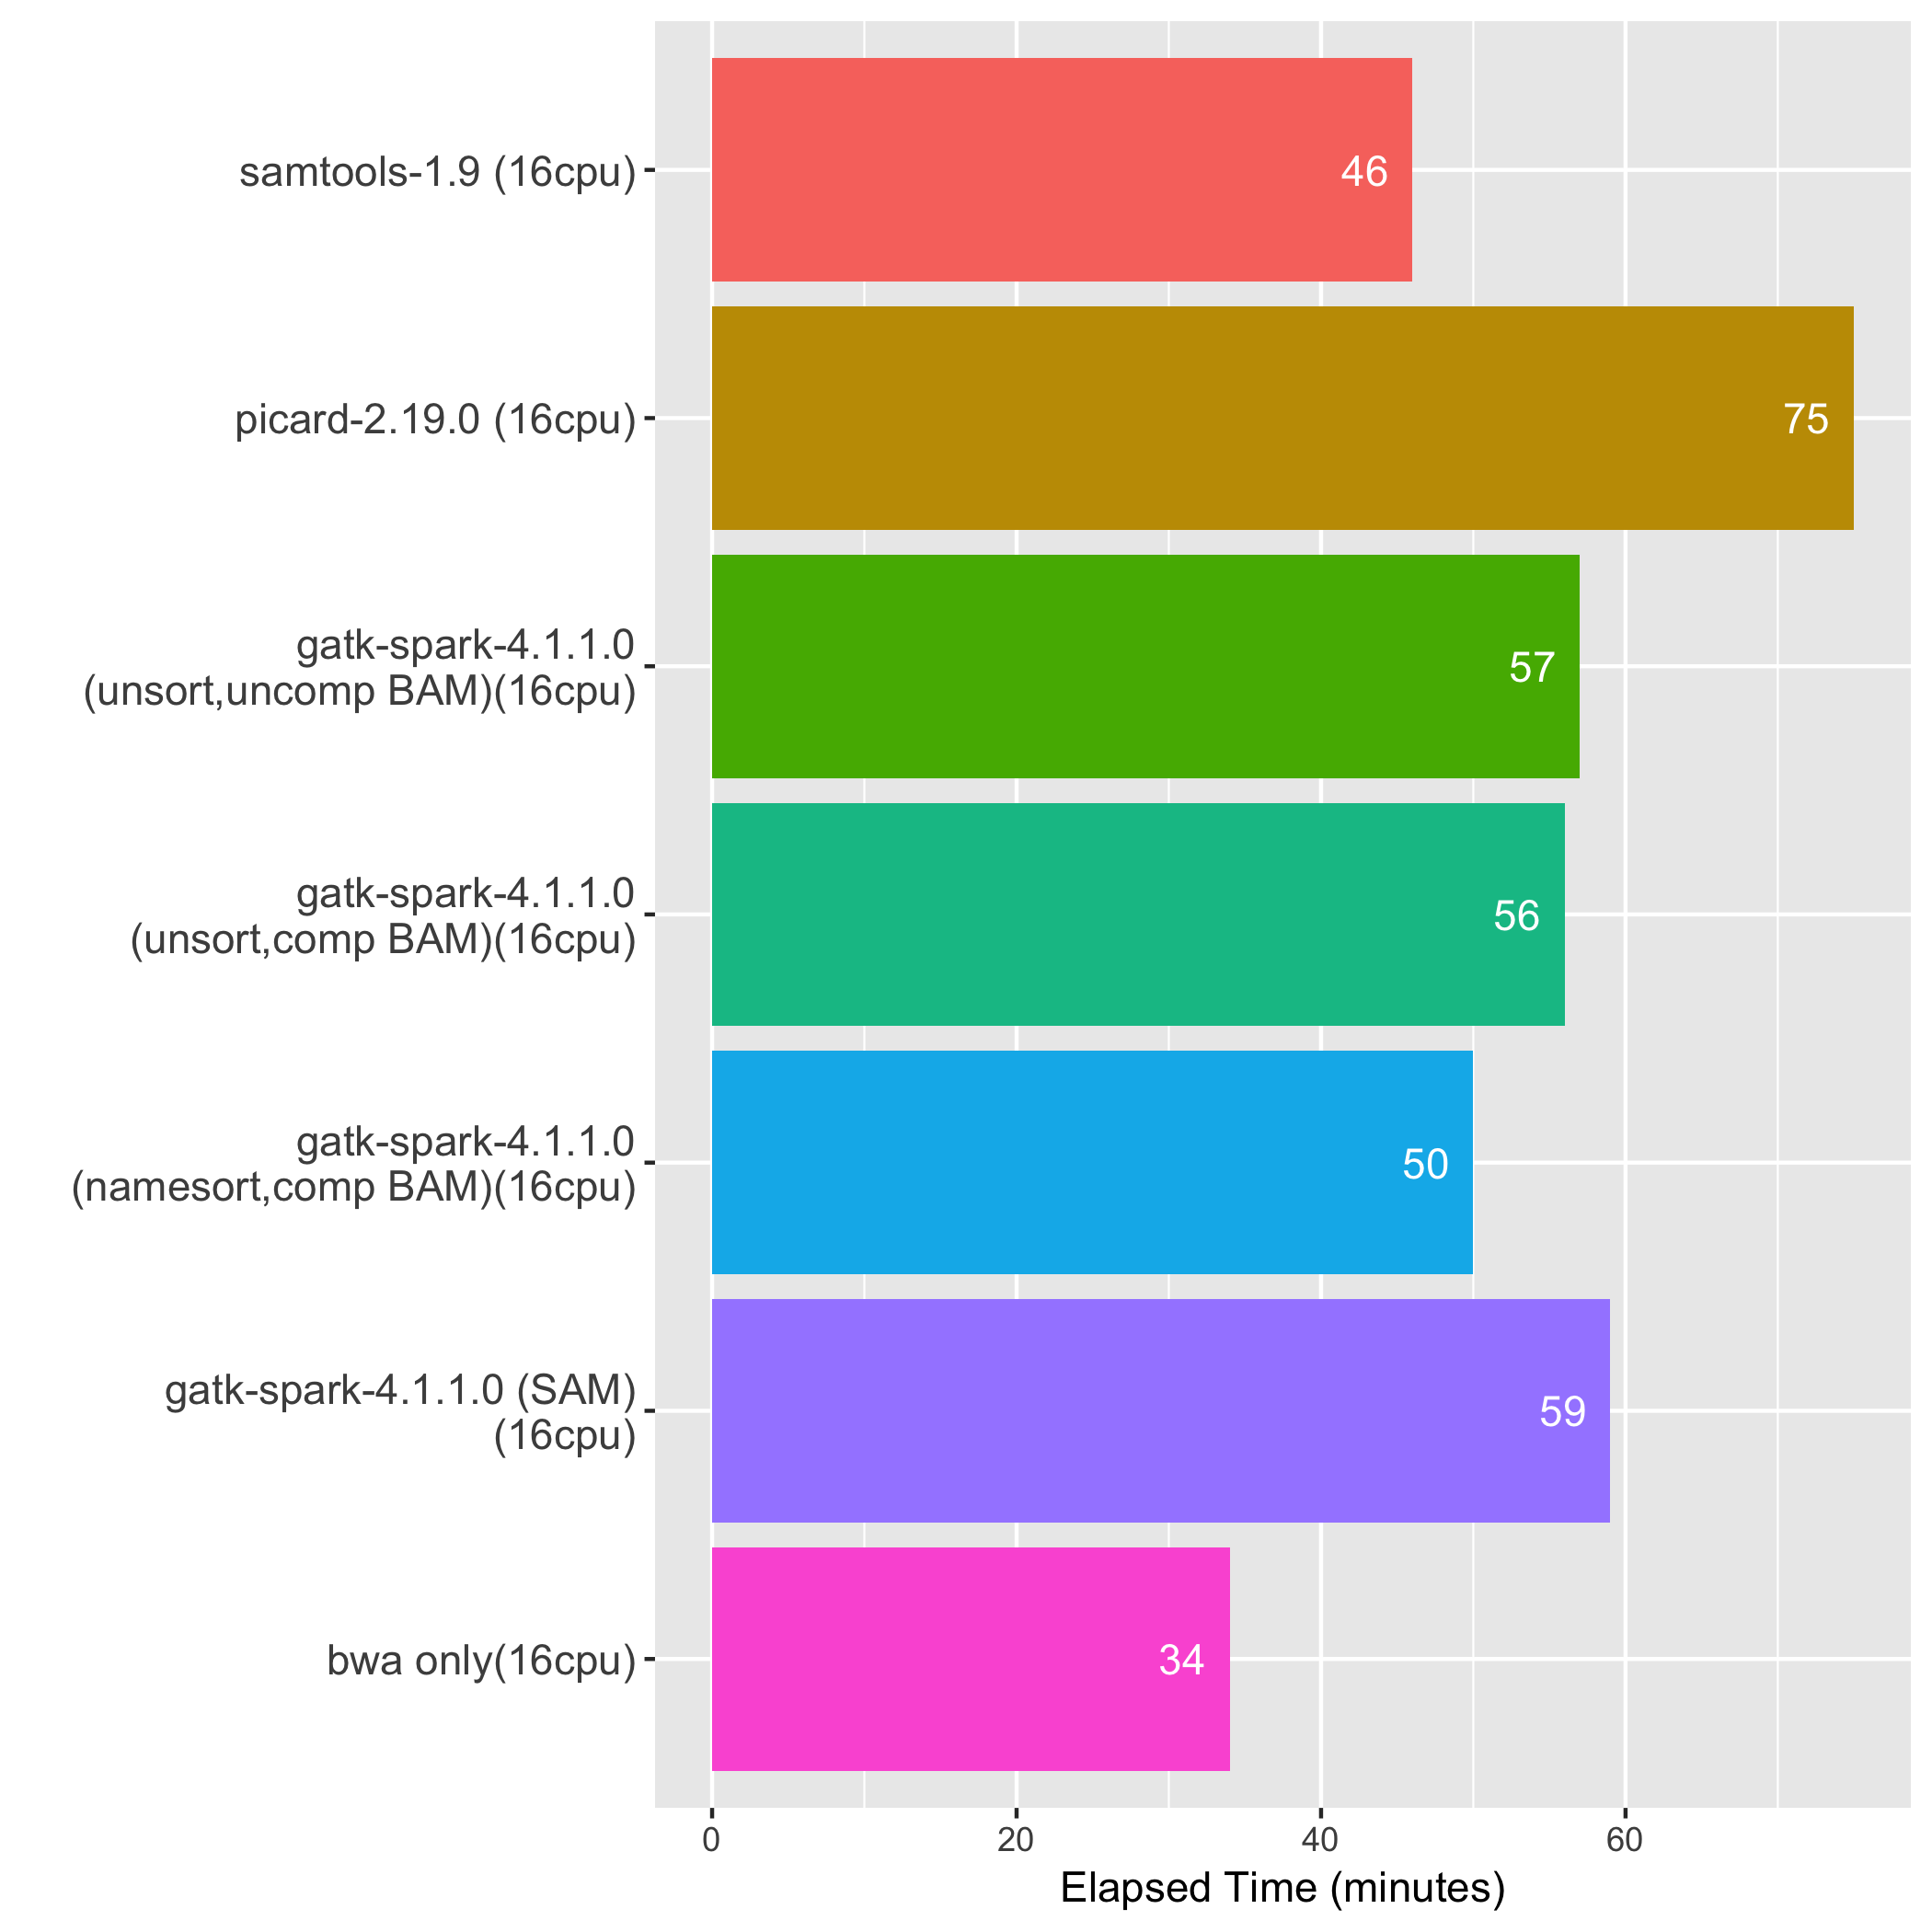 samtools-1.9 (16cpu)
46
picard-2.19.0 (16cpu)
75
gatk-spark-4.1.1.0
(unsort,uncomp BAM)(16cpu)
57
gatk-spark-4.1.1.0
(unsort,comp BAM)(16cpu)
56
gatk-spark-4.1.1.0
(namesort,comp BAM)(16cpu)
50
gatk-spark-4.1.1.0 (SAM)
(16cpu)
59
bwa only(16cpu)
34
0 20 40 60
Elapsed Time (minutes)